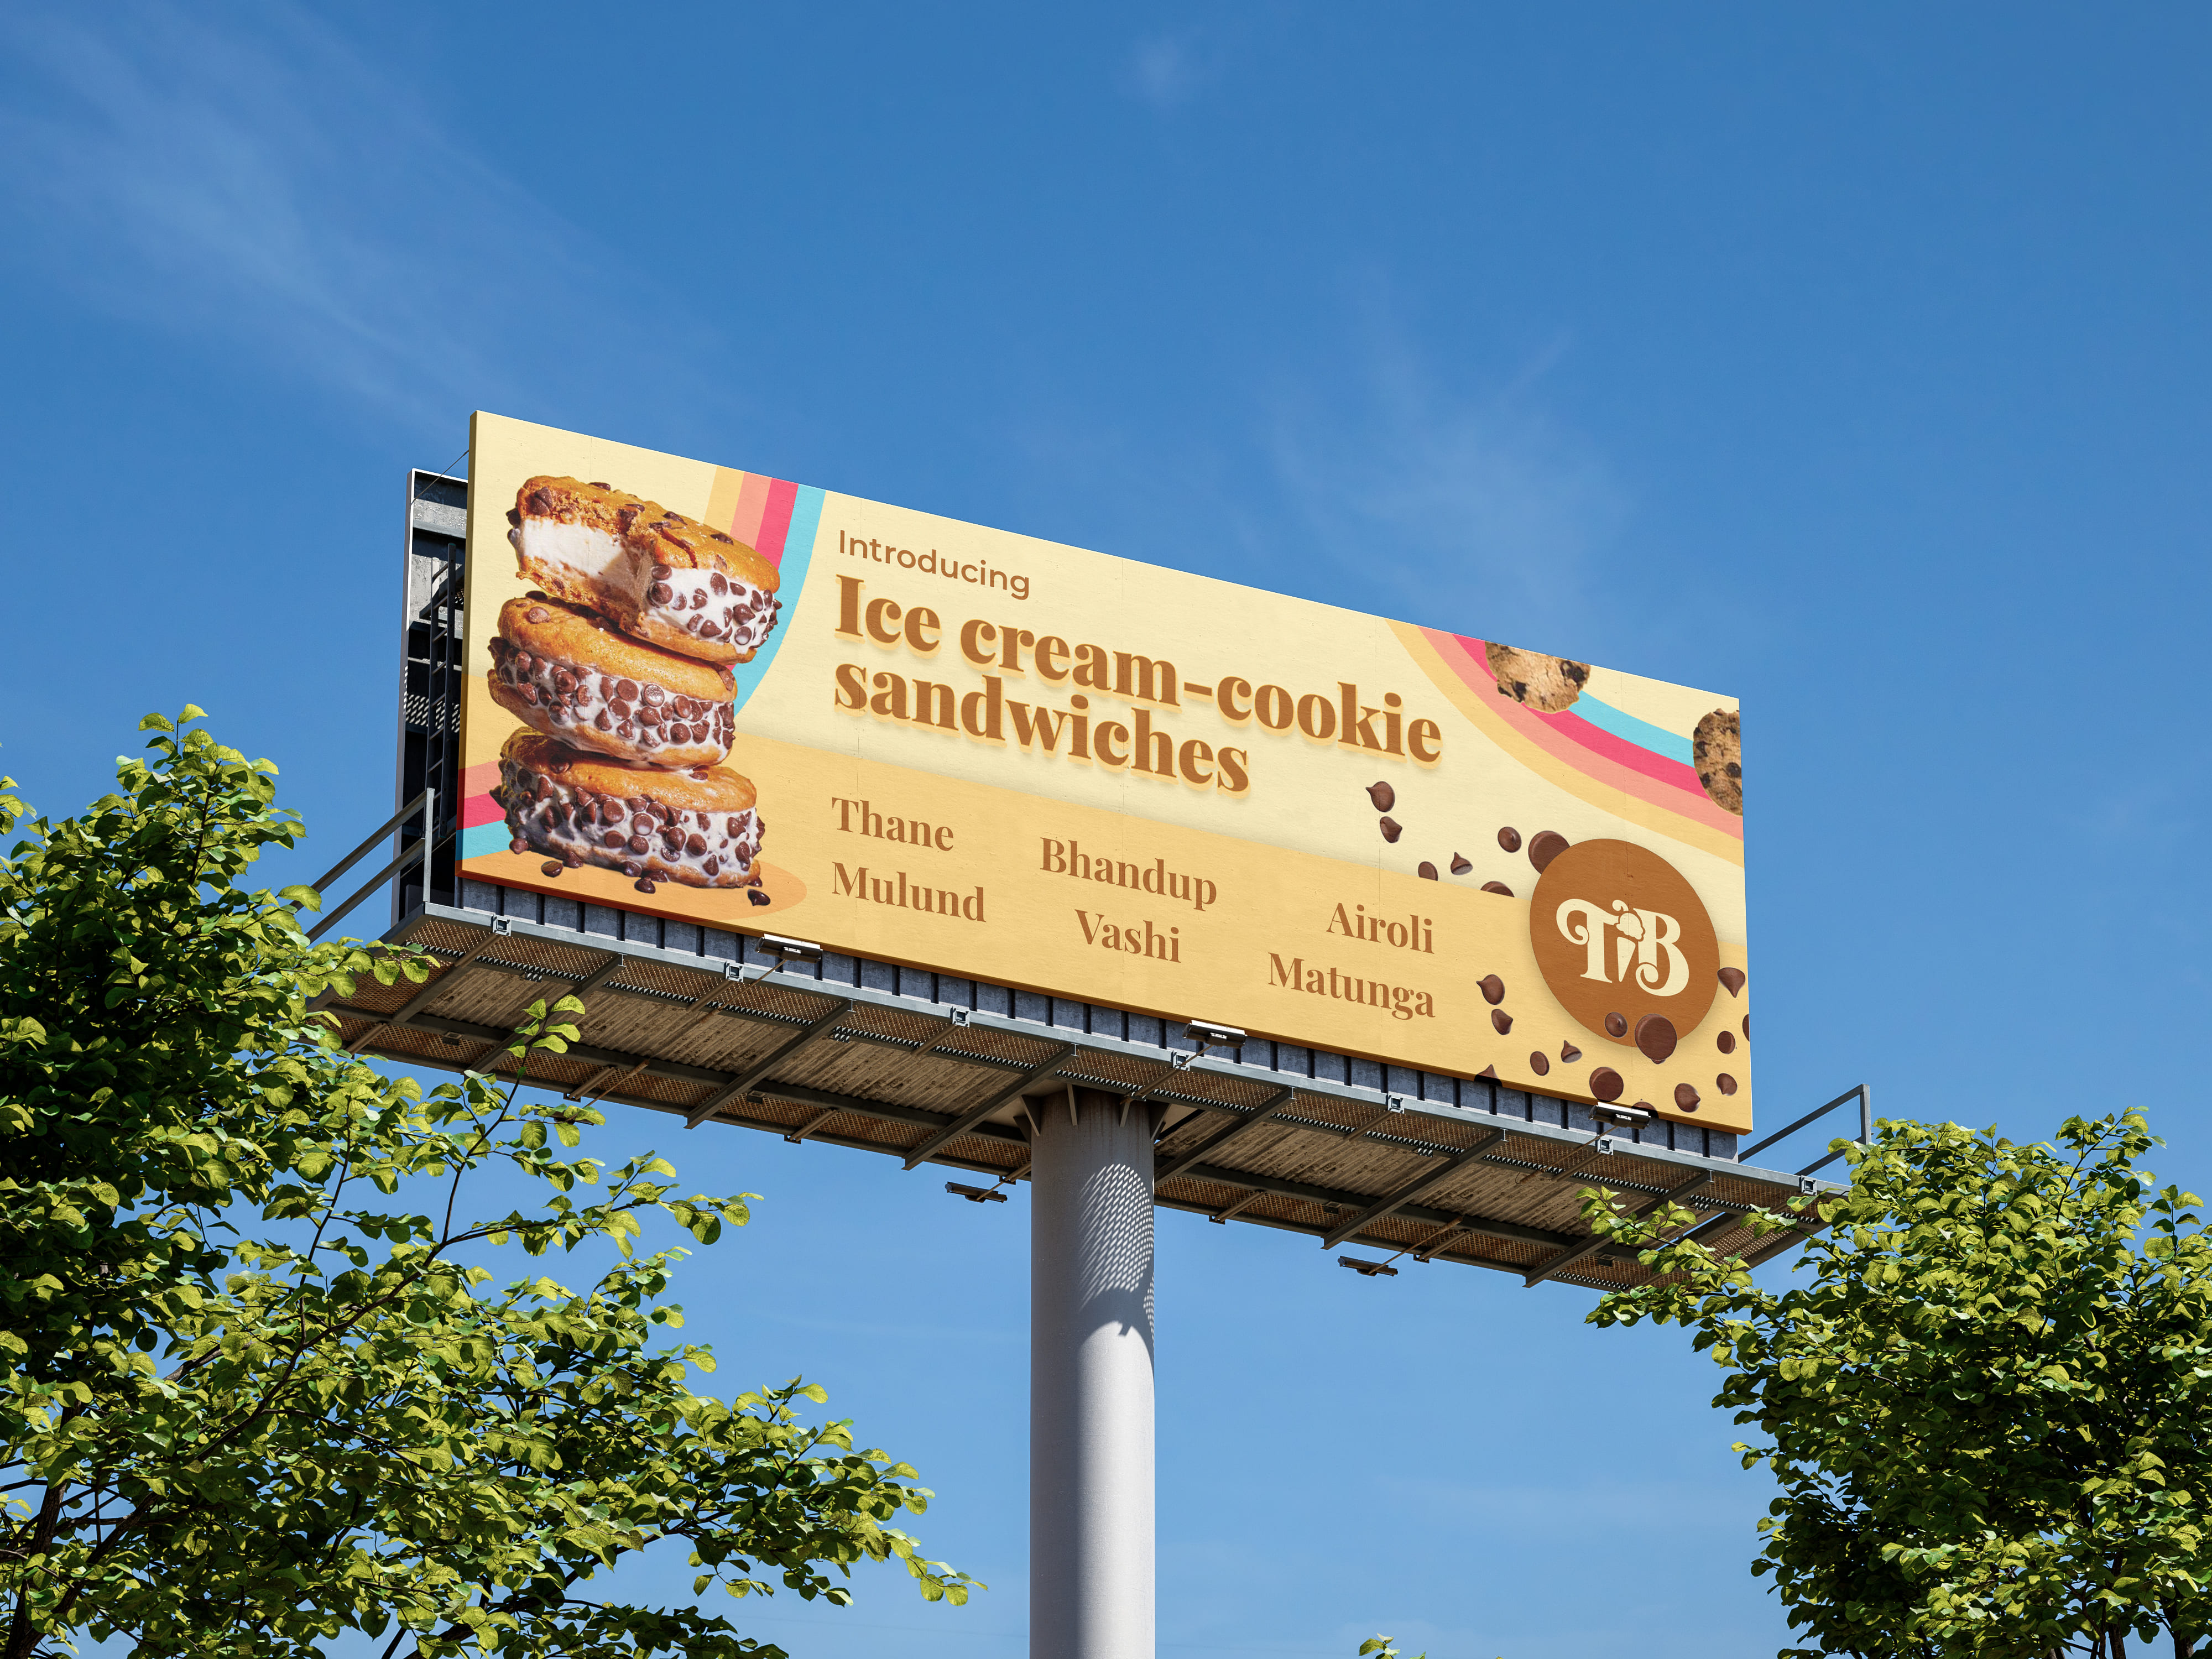 Introducing
Ice cream-cookie
sandwiches
Thane
Bhandup
Airoli
Mulund
Vashi
Matunga
TiB